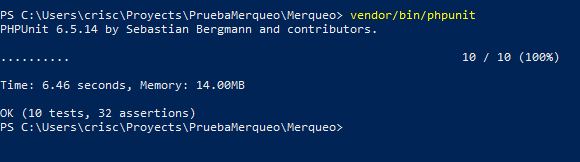 PS C:\Users\crisc\Proyects\PruebaMerqueo\Merqueo> vendor/bin/phpunit
PHPUnit 6.5.14 by Sebastian Bergmann and contributors.
.......... 10 / 10 (100%)
Time: 6.46 seconds, Memory: 14.00MB
OK (10 tests, 32 assertions)
PS C:\Users\crisc\Proyects\PruebaMerqueo\Merqueo>